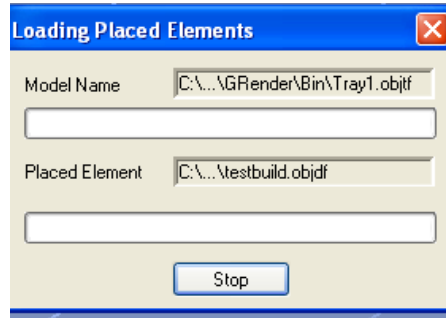 Loading Placed Elements
Model Name C:\...\GRender\Bin\Tray1.objtf
Placed Element C:\...\testbuild.objdf
Stop